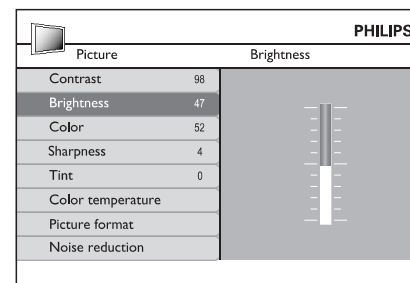 PHILIPS
Picture Brightness
Contrast 98
Brightness 47
Color 52
Sharpness 4
Tint 0
Color temperature
Picture format
Noise reduction